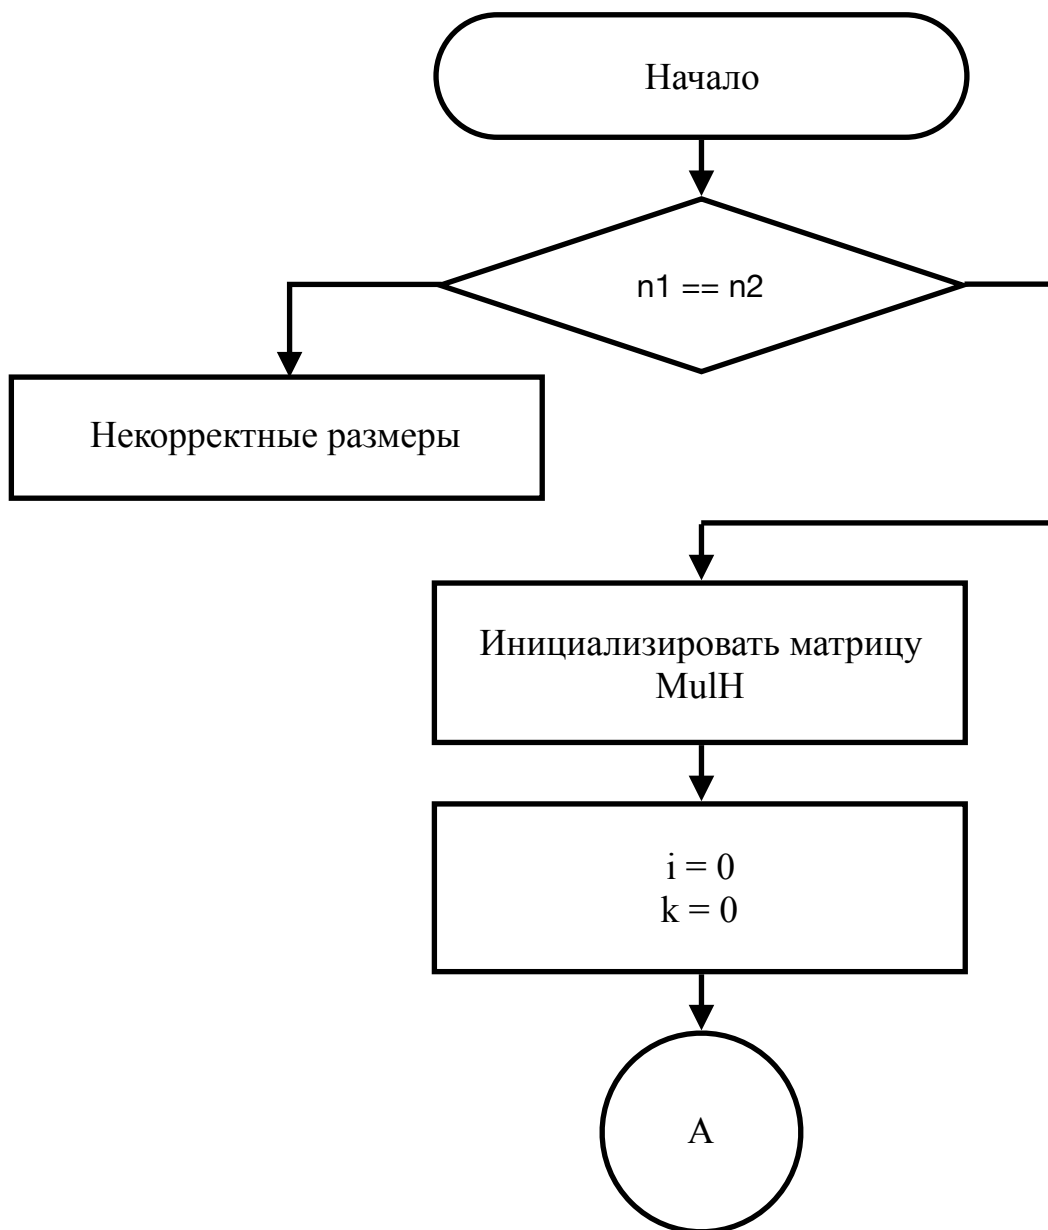 Начало
n1 == n2
Некорректные размеры
Инициализировать матрицу
MulH
i = 0
k = 0
A